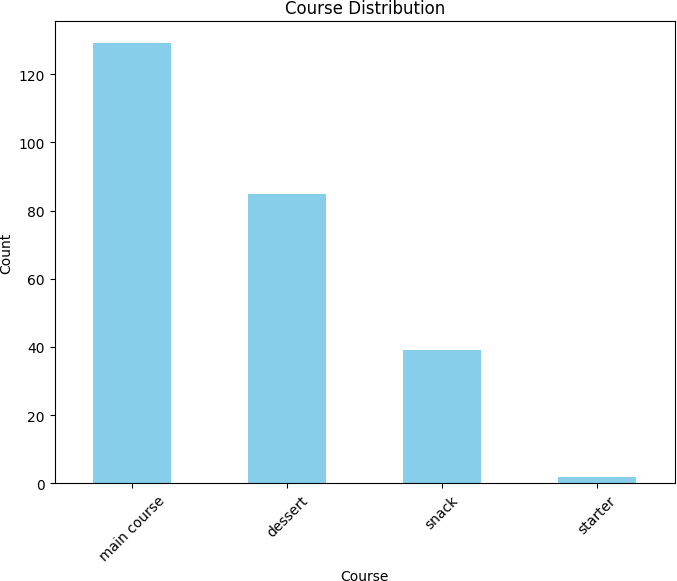 Course Distribution
120
100
80
60
40
20
0
Count
main course
dessert
snack
starter
Course